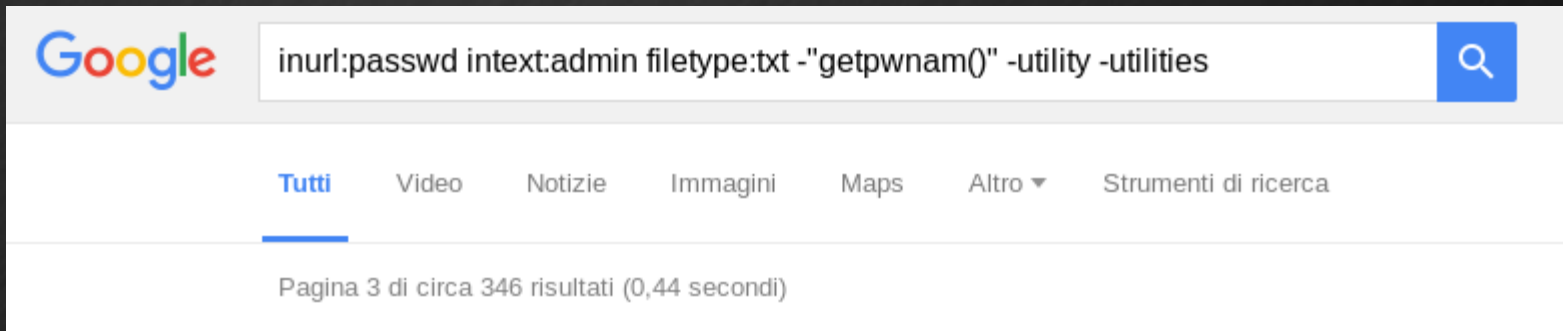 Google
inurl:passwd intext:admin filetype:txt -"getpwnam()" -utility -utilities
Tutti Video Notizie Immagini Maps Altro Strumenti di ricerca
Pagina 3 di circa 346 risultati (0,44 secondi)